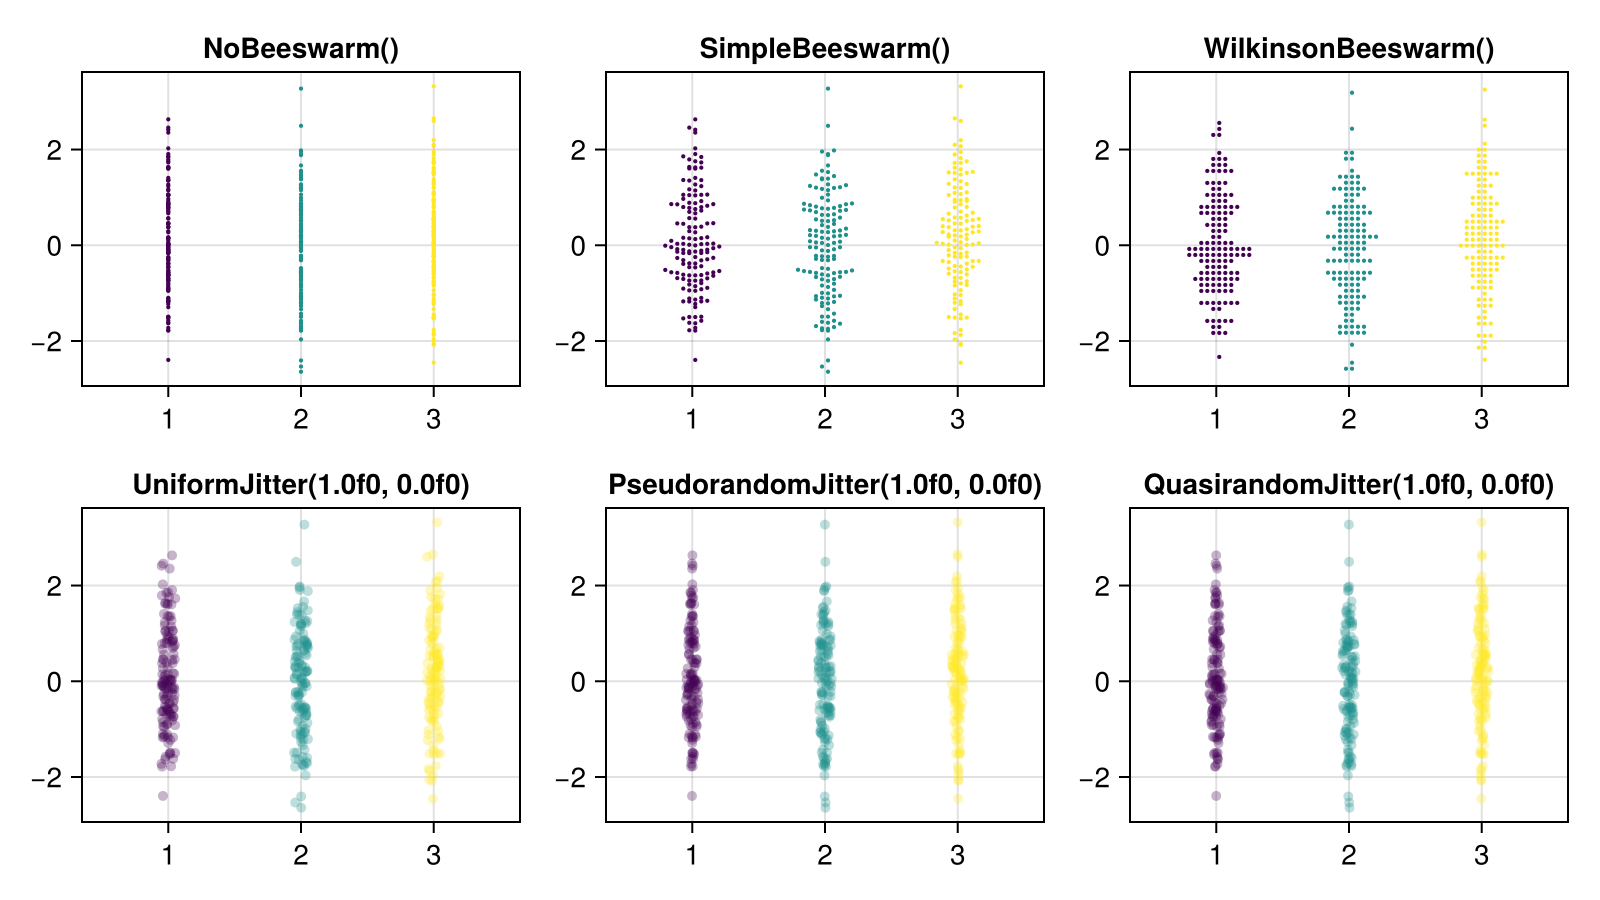 NoBeeswarm()
2
0
−2
1 2 3
SimpleBeeswarm()
2
0
−2
1 2 3
WilkinsonBeeswarm()
2
0
−2
1 2 3
UniformJitter(1.0f0, 0.0f0)
2
0
−2
1 2 3
PseudorandomJitter(1.0f0, 0.0f0)
2
0
−2
1 2 3
QuasirandomJitter(1.0f0, 0.0f0)
2
0
−2
1 2 3